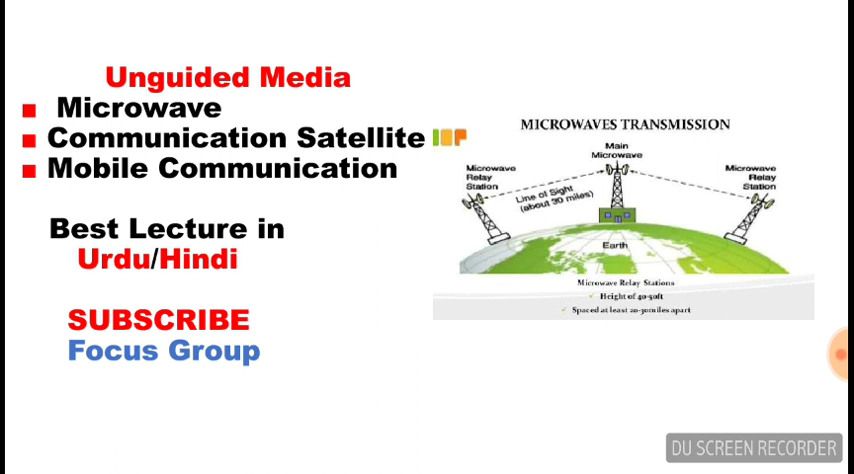 Unguided Media
Microwave
Communication Satellite
Mobile Communication
Best Lecture in
Urdu/Hindi
SUBSCRIBE
Focus Group
MICROWAVES TRANSMISSION
Main
Microwave
Microwave
Relay
Station
Line of Sight
(about 30 miles)
Microwave
Relay
Station
Earth
Microwave Relay Stations
Height of 40-50ft
Spaced at least 20-30miles apart
DU SCREEN RECORDER